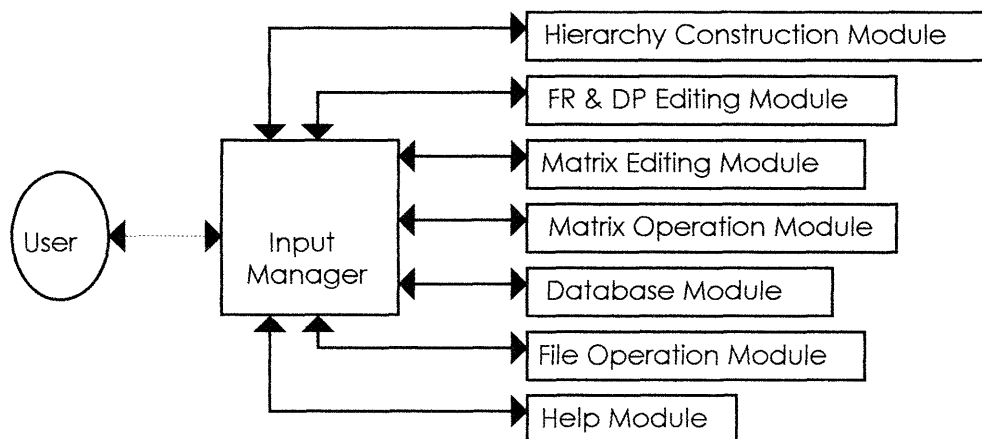 Hierarchy Construction Module
FR & DP Editing Module
Matrix Editing Module
Matrix Operation Module
Database Module
File Operation Module
Help Module
User
Input
Manager